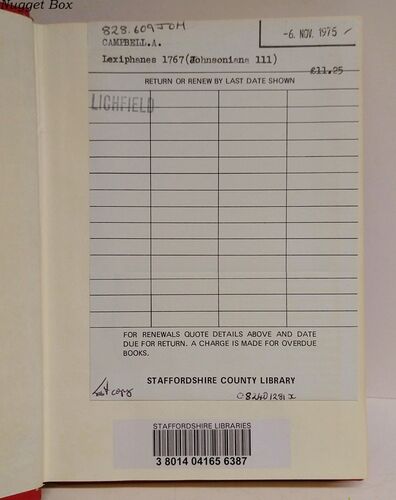 Nugget Box
828.609 JOH
-6. NOV. 1975
CAMPBELL.A.
Lexiphanes 1767(Johnsoniana 111)
£11.25
RETURN OR RENEW BY LAST DATE SHOWN
LICHFIELD
FOR RENEWALS QUOTE DETAILS ABOVE AND DATE
DUE FOR RETURN. A CHARGE IS MADE FOR OVERDUE
BOOKS.
STAFFORDSHIRE COUNTY LIBRARY
copy
082401281x
STAFFORDSHIRE LIBRARIES
3 8014 04165 6387